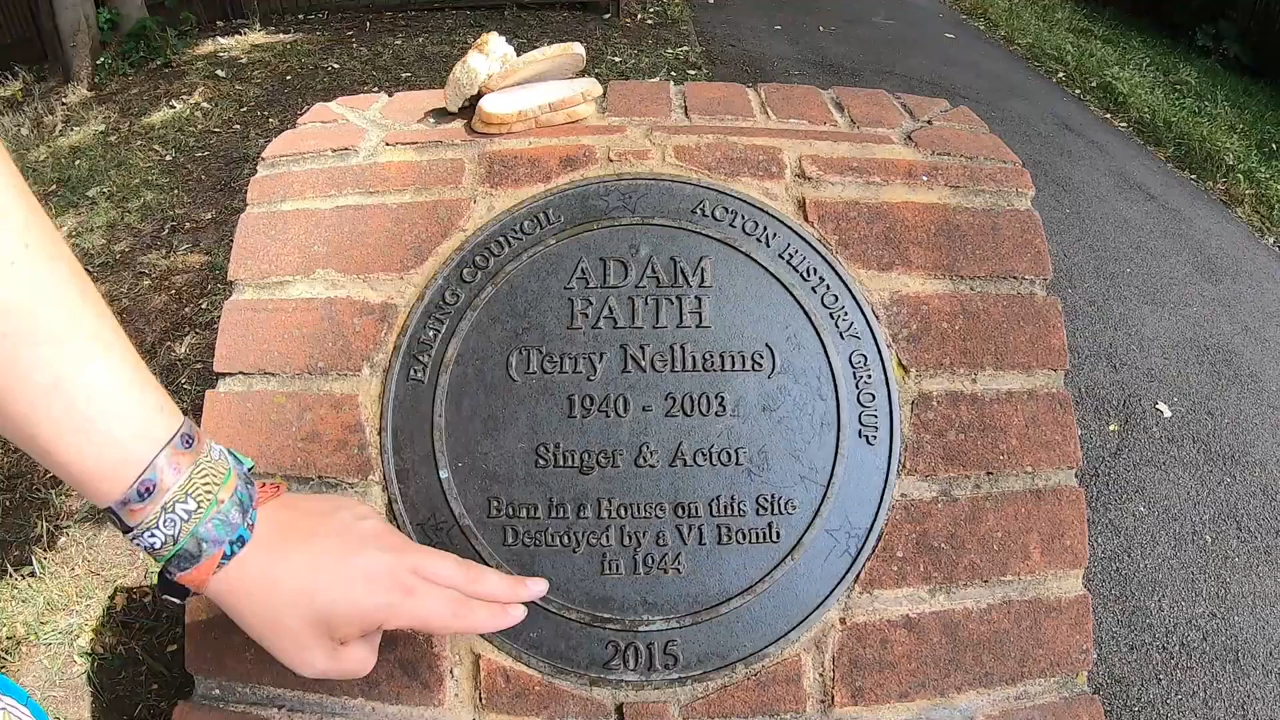 EALING COUNCIL
ACTON HISTORY GROUP
ADAM
FAITH
(Terry Nelhams)
1940 - 2003
Singer & Actor
Born in a House on this Site
Destroyed by a V1 Bomb
in 1944
2015